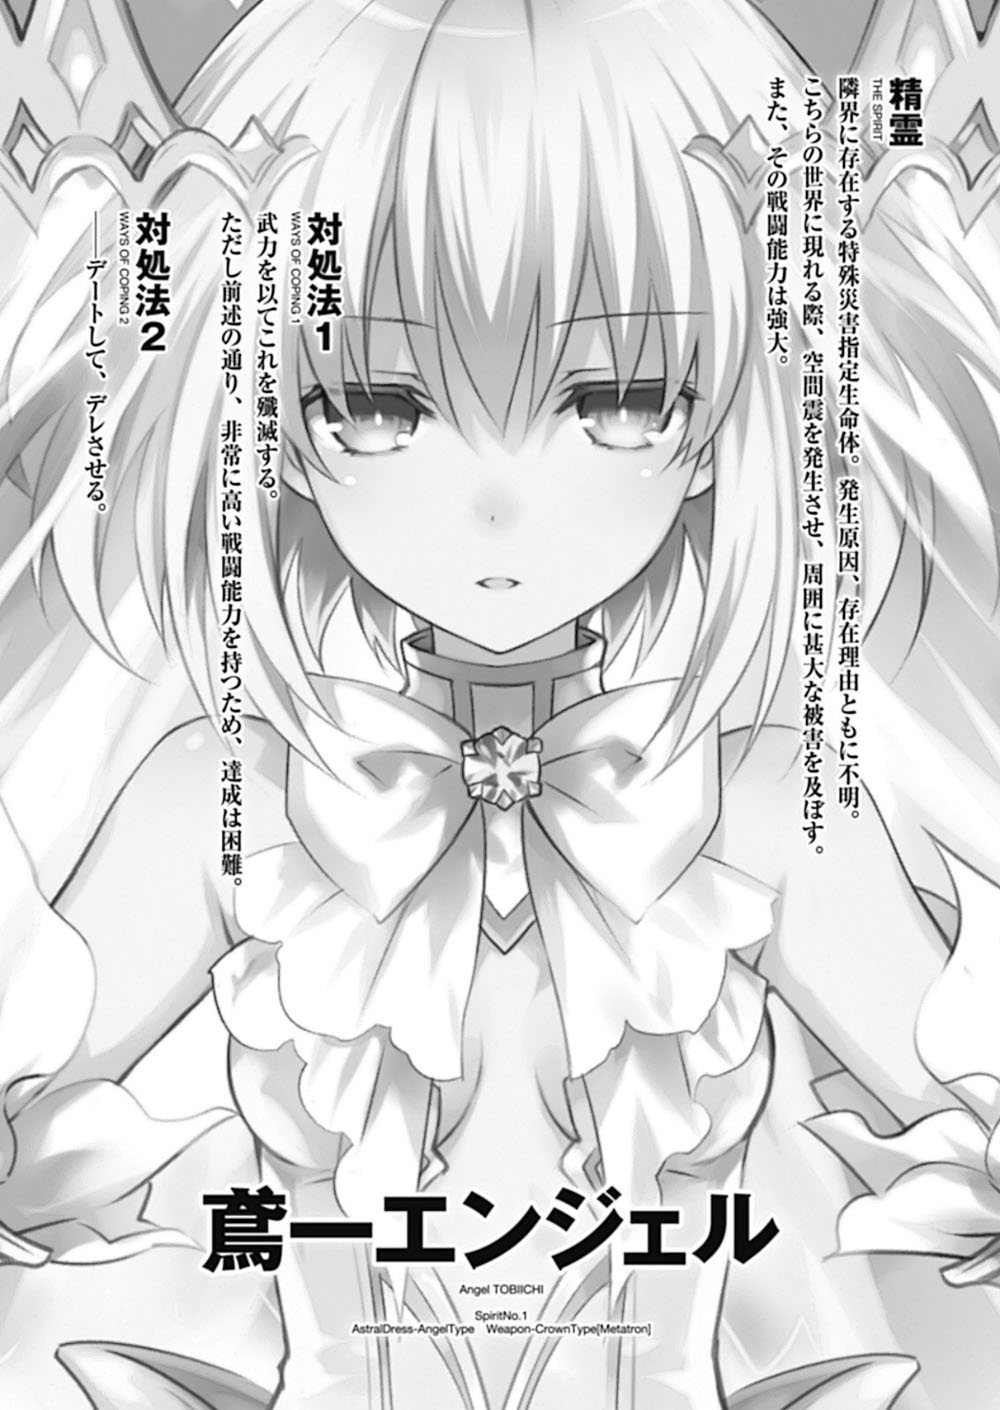 精霊
THE SPIRIT
隣界に存在する特殊災害指定生命体。発生原因、存在理由ともに不明。
こちらの世界に現れる際、空間震を発生させ、周囲に甚大な被害を及ぼす。
また、その戦闘能力は強大。
対処法1
WAYS OF COPING 1
武力を以てこれを殲滅する。
ただし前述の通り、非常に高い戦闘能力を持つため、達成は困難。
対処法2
WAYS OF COPING 2
――デートして、デレさせる。
鳶一エンジェル
Angel TOBIICHI
SpiritNo.1
AstralDress-AngelType Weapon-CrownType[Metatron]